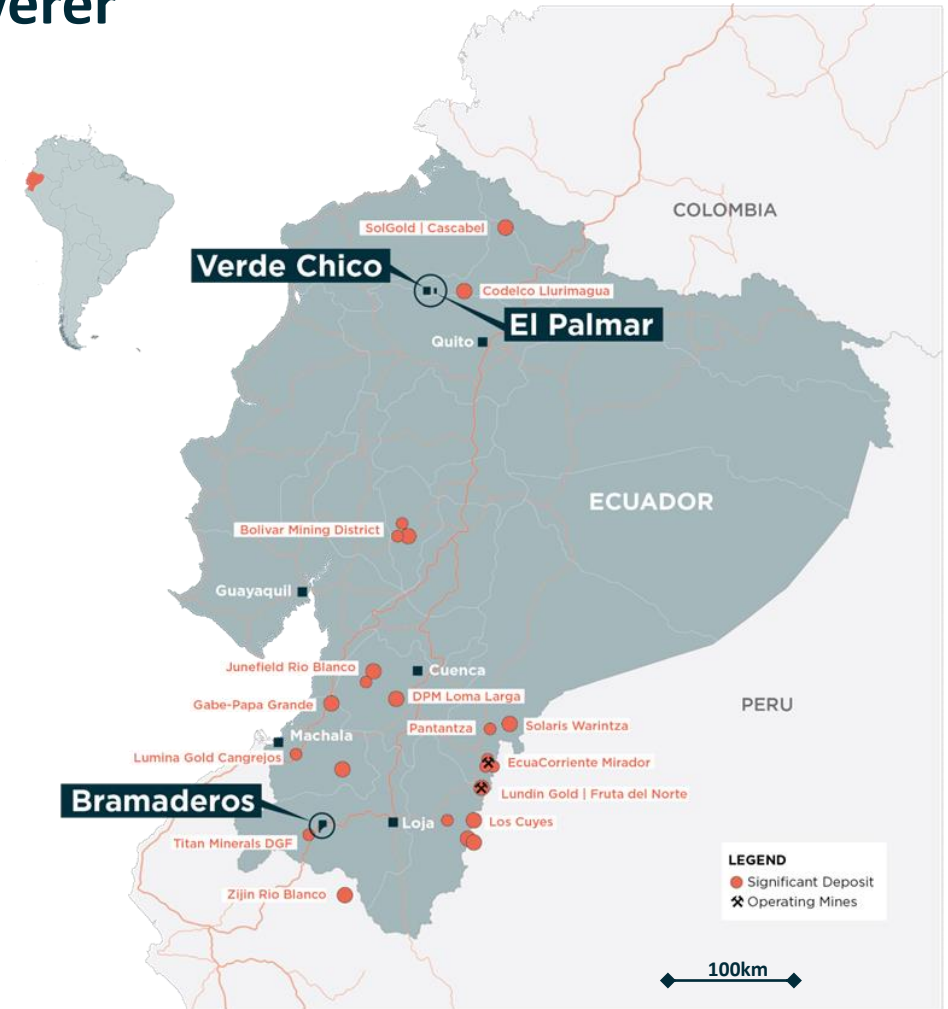 COLOMBIA
SolGold | Cascabel
Verde Chico
Codelco Llurimagua
El Palmar
Quito
ECUADOR
Bolivar Mining District
Guayaquil
Junefield Rio Blanco
Cuenca
DPM Loma Larga
Gabe-Papa Grande
PERU
Pantantza
Solaris Warintza
Machala
Lumina Gold Cangrejos
EcuaCorriente Mirador
Lundin Gold | Fruta del Norte
Bramaderos
Loja
Los Cuyes
Titan Minerals DGF
LEGEND
Significant Deposit
Operating Mines
Zijin Rio Blanco
100km